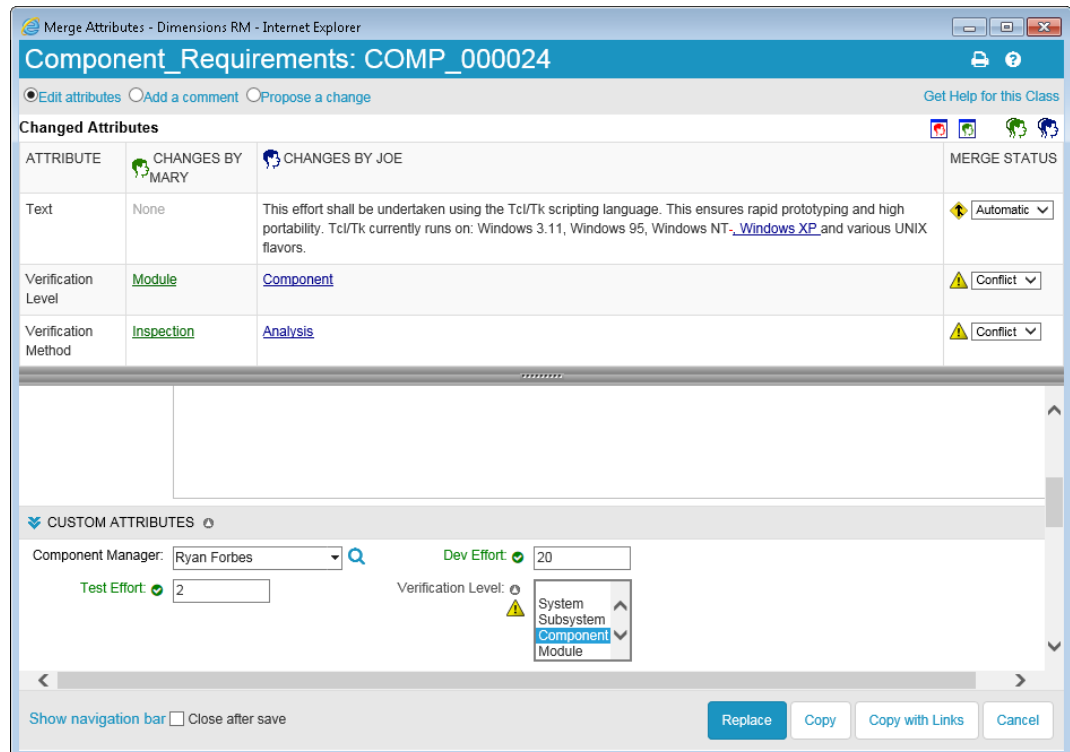 Merge Attributes - Dimensions RM - Internet Explorer
Component_Requirements: COMP_000024
Edit attributes Add a comment Propose a change Get Help for this Class
Changed Attributes
ATTRIBUTE CHANGES BY MARY CHANGES BY JOE MERGE STATUS
Text None This effort shall be undertaken using the Tcl/Tk scripting language. This ensures rapid prototyping and high Automatic
portability. Tcl/Tk currently runs on: Windows 3.11, Windows 95, Windows NT-, Windows XP and various UNIX
flavors.
Verification Level Module Component Conflict
Verification Method Inspection Analysis Conflict
CUSTOM ATTRIBUTES
Component Manager: Ryan Forbes Dev Effort: 20
Test Effort: 2 Verification Level:
System
Subsystem
Component
Module
Show navigation bar Close after save Replace Copy Copy with Links Cancel